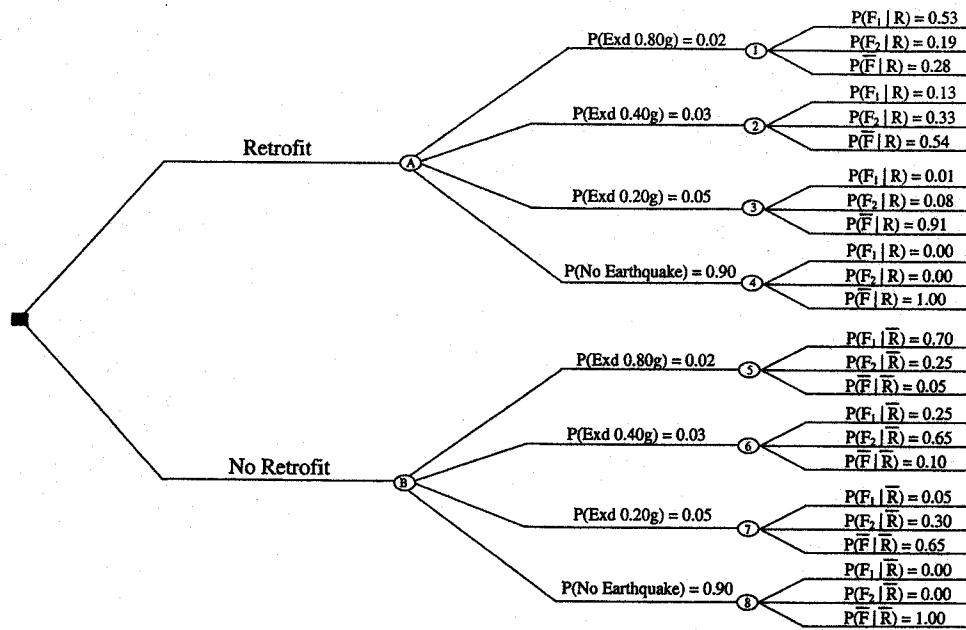 P(F₁ | R) = 0.53
P(Exd 0.80g) = 0.02
1
P(F₂ | R) = 0.19
P(F̅ | R) = 0.28
P(F₁ | R) = 0.13
P(Exd 0.40g) = 0.03
2
P(F₂ | R) = 0.33
P(F̅ | R) = 0.54
Retrofit
A
P(F₁ | R) = 0.01
P(Exd 0.20g) = 0.05
3
P(F₂ | R) = 0.08
P(F̅ | R) = 0.91
P(F₁ | R) = 0.00
P(No Earthquake) = 0.90
4
P(F₂ | R) = 0.00
P(F̅ | R) = 1.00
P(F₁ | R̅) = 0.70
P(Exd 0.80g) = 0.02
5
P(F₂ | R̅) = 0.25
P(F̅ | R̅) = 0.05
P(F₁ | R̅) = 0.25
P(Exd 0.40g) = 0.03
6
P(F₂ | R̅) = 0.65
P(F̅ | R̅) = 0.10
No Retrofit
B
P(F₁ | R̅) = 0.05
P(Exd 0.20g) = 0.05
7
P(F₂ | R̅) = 0.30
P(F̅ | R̅) = 0.65
P(F₁ | R̅) = 0.00
P(No Earthquake) = 0.90
8
P(F₂ | R̅) = 0.00
P(F̅ | R̅) = 1.00